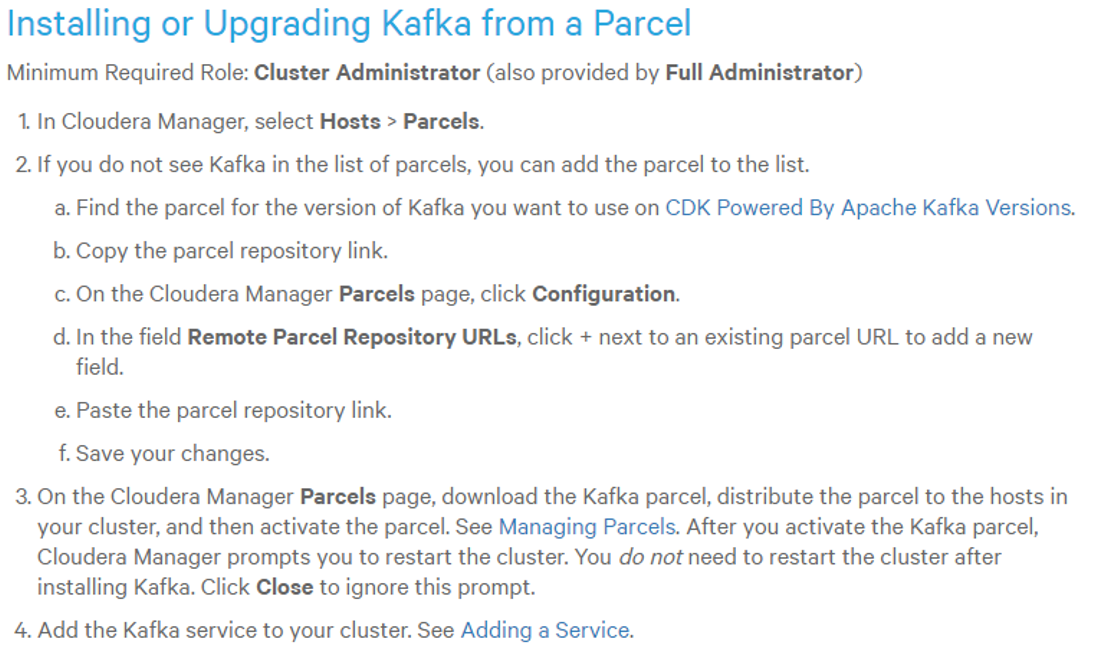 Installing or Upgrading Kafka from a Parcel
Minimum Required Role: Cluster Administrator (also provided by Full Administrator)
1. In Cloudera Manager, select Hosts > Parcels.
2. If you do not see Kafka in the list of parcels, you can add the parcel to the list.
a. Find the parcel for the version of Kafka you want to use on CDK Powered By Apache Kafka Versions.
b. Copy the parcel repository link.
c. On the Cloudera Manager Parcels page, click Configuration.
d. In the field Remote Parcel Repository URLs, click + next to an existing parcel URL to add a new
field.
e. Paste the parcel repository link.
f. Save your changes.
3. On the Cloudera Manager Parcels page, download the Kafka parcel, distribute the parcel to the hosts in
your cluster, and then activate the parcel. See Managing Parcels. After you activate the Kafka parcel,
Cloudera Manager prompts you to restart the cluster. You do not need to restart the cluster after
installing Kafka. Click Close to ignore this prompt.
4. Add the Kafka service to your cluster. See Adding a Service.